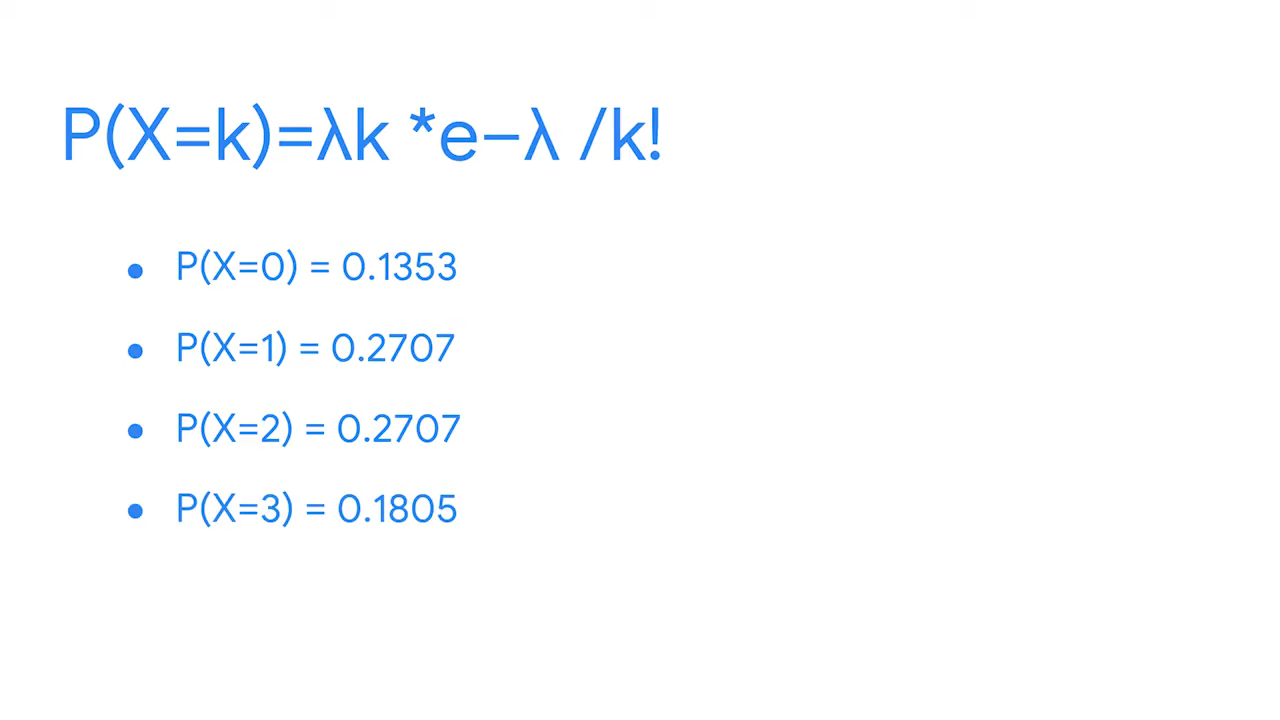 P(X=k)=λk *e−λ /k!
• P(X=0) = 0.1353
• P(X=1) = 0.2707
• P(X=2) = 0.2707
• P(X=3) = 0.1805